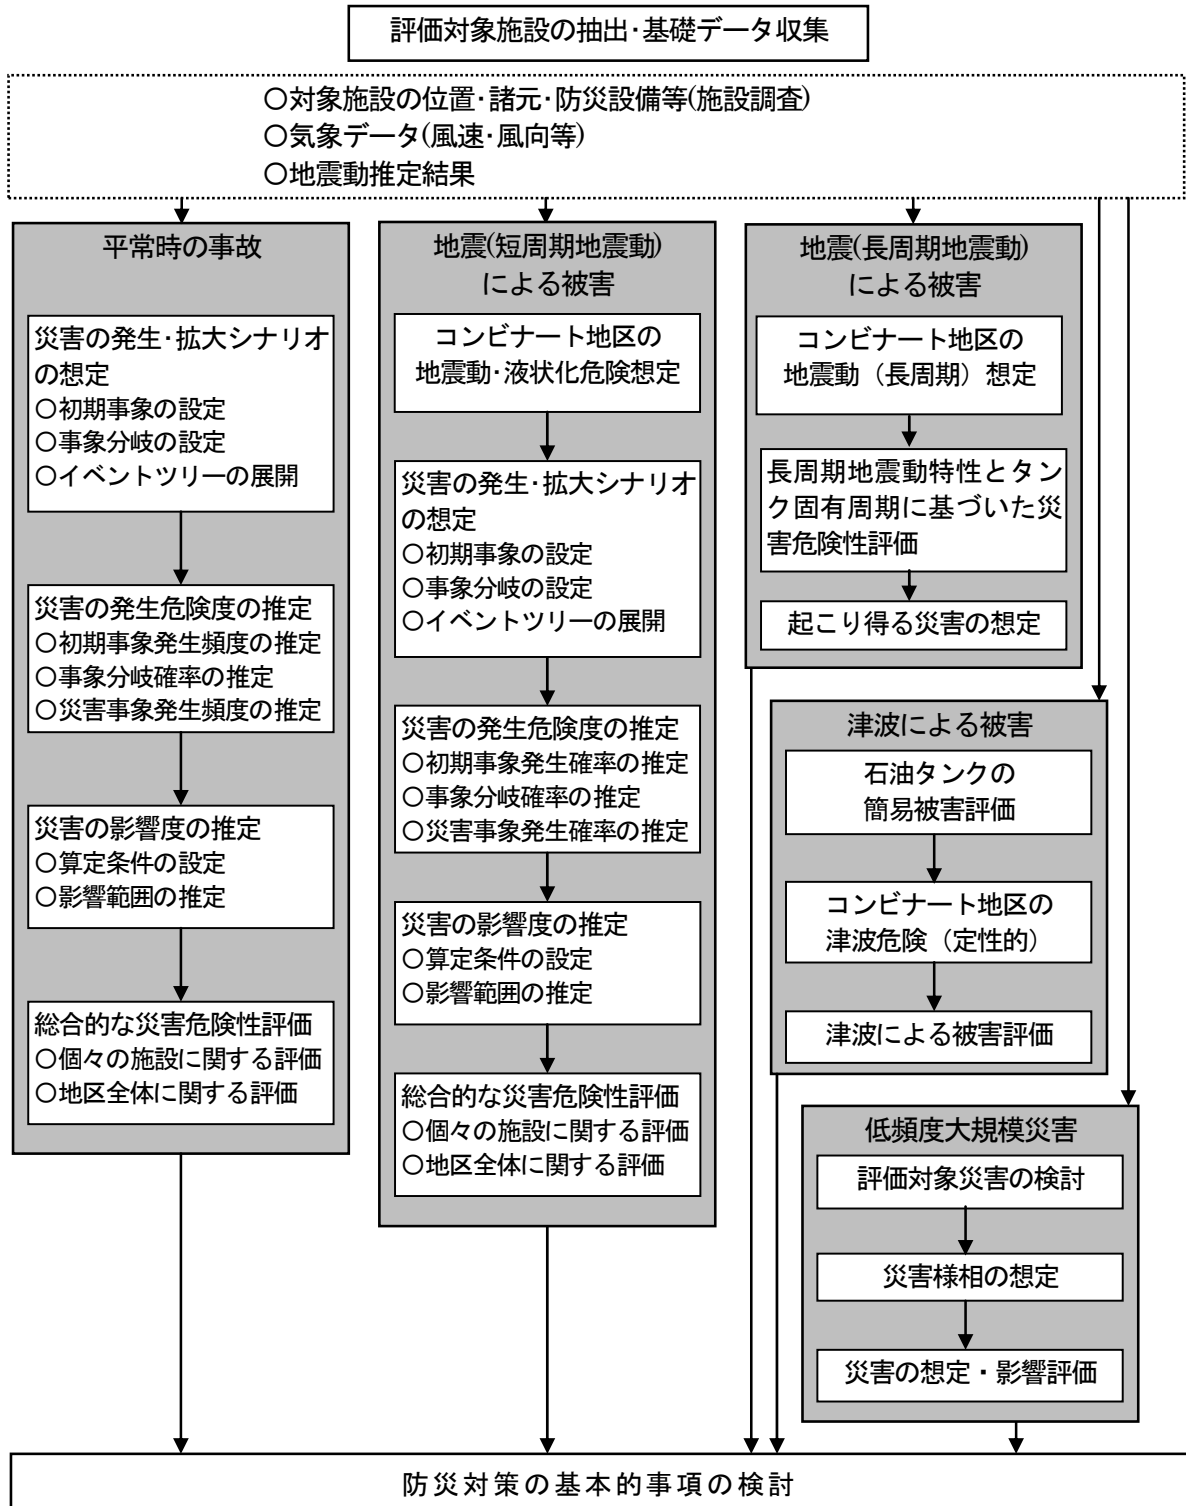 評価対象施設の抽出･基礎データ収集
○対象施設の位置･諸元･防災設備等(施設調査)
○気象データ(風速･風向等)
○地震動推定結果
平常時の事故
災害の発生･拡大シナリオ
の想定
○初期事象の設定
○事象分岐の設定
○イベントツリーの展開
災害の発生危険度の推定
○初期事象発生頻度の推定
○事象分岐確率の推定
○災害事象発生頻度の推定
災害の影響度の推定
○算定条件の設定
○影響範囲の推定
総合的な災害危険性評価
○個々の施設に関する評価
○地区全体に関する評価
地震(短周期地震動)
による被害
コンビナート地区の
地震動･液状化危険想定
災害の発生･拡大シナリオ
の想定
○初期事象の設定
○事象分岐の設定
○イベントツリーの展開
災害の発生危険度の推定
○初期事象発生確率の推定
○事象分岐確率の推定
○災害事象発生確率の推定
災害の影響度の推定
○算定条件の設定
○影響範囲の推定
総合的な災害危険性評価
○個々の施設に関する評価
○地区全体に関する評価
地震(長周期地震動)
による被害
コンビナート地区の
地震動（長周期）想定
長周期地震動特性とタン
ク固有周期に基づいた災
害危険性評価
起こり得る災害の想定
津波による被害
石油タンクの
簡易被害評価
コンビナート地区の
津波危険（定性的）
津波による被害評価
低頻度大規模災害
評価対象災害の検討
災害様相の想定
災害の想定・影響評価
防災対策の基本的事項の検討